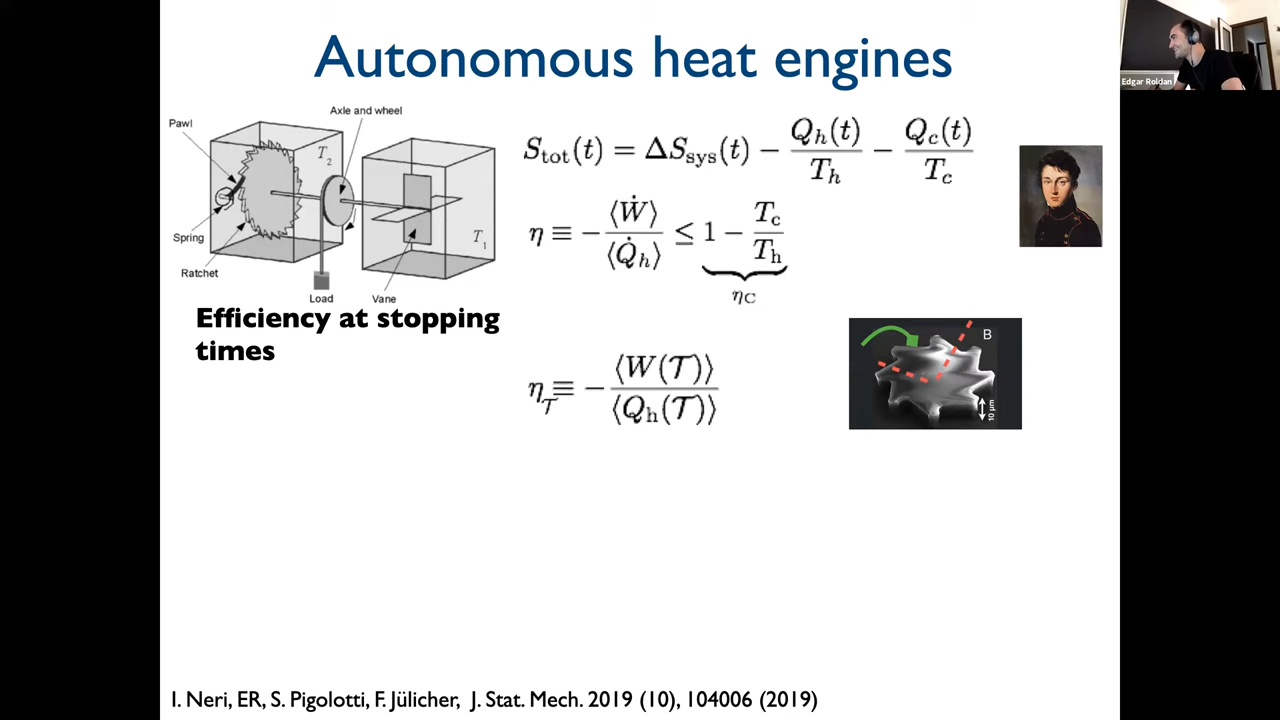 Autonomous heat engines
Edgar Roldan
Axle and wheel
Pawl
T₂
Spring
Ratchet
T₁
Load
Vane
S_tot(t) = ΔS_sys(t) − Q_h(t)/T_h − Q_c(t)/T_c
η ≡ − ⟨Ẇ⟩/⟨Q̇_h⟩ ≤ 1 − T_c/T_h
η_C
Efficiency at stopping
times
η_𝒯 ≡ − ⟨W(𝒯)⟩/⟨Q_h(𝒯)⟩
B
10 μm
I. Neri, ER, S. Pigolotti, F. Jülicher, J. Stat. Mech. 2019 (10), 104006 (2019)